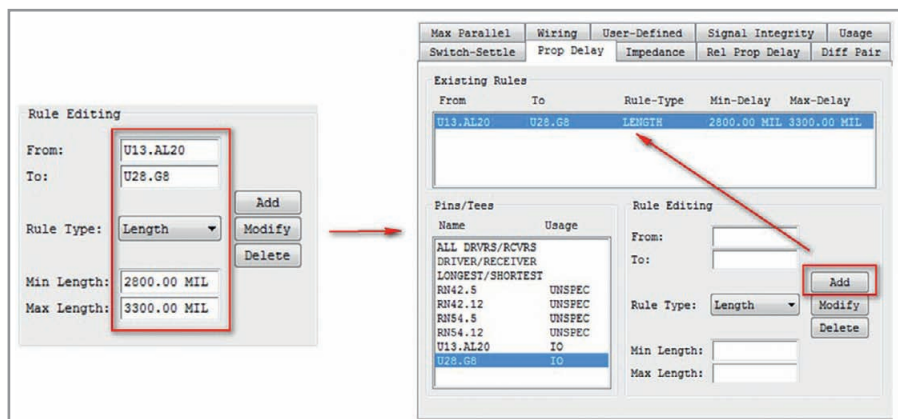 Rule Editing
From: U13.AL20
To: U28.G8
Add
Rule Type: Length Modify
Delete
Min Length: 2800.00 MIL
Max Length: 3300.00 MIL
Max Parallel Wiring User-Defined Signal Integrity Usage
Switch-Settle Prop Delay Impedance Rel Prop Delay Diff Pair
Existing Rules
From To Rule-Type Min-Delay Max-Delay
U13.AL20 U28.G8 LENGTH 2800.00 MIL 3300.00 MIL
Pins/Tees
Name Usage
ALL DRVRS/RCVRS
DRIVER/RECEIVER
LONGEST/SHORTEST
RN42.5 UNSPEC
RN42.12 UNSPEC
RN54.5 UNSPEC
RN54.12 UNSPEC
U13.AL20 IO
U28.G8 IO
Rule Editing
From:
To:
Add
Rule Type: Length Modify
Delete
Min Length:
Max Length: